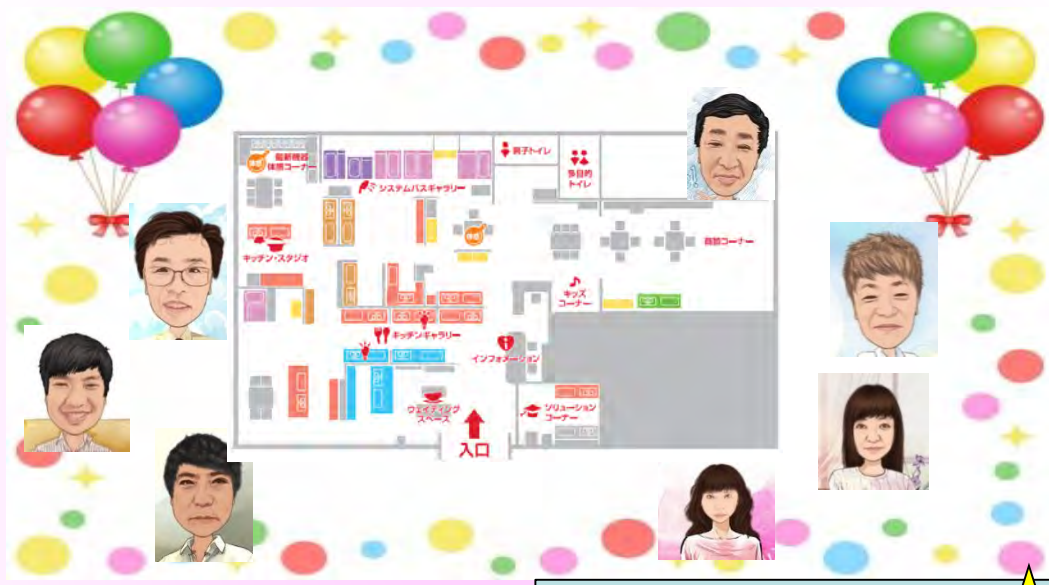 男子トイレ
多目的
トイレ
体感
最新機器
体感コーナー
システムバスギャラリー
体感
商談コーナー
キッチン・スタジオ
キッズ
コーナー
キッチンギャラリー
インフォメーション
ウェイティング
スペース
ソリューション
コーナー
入口